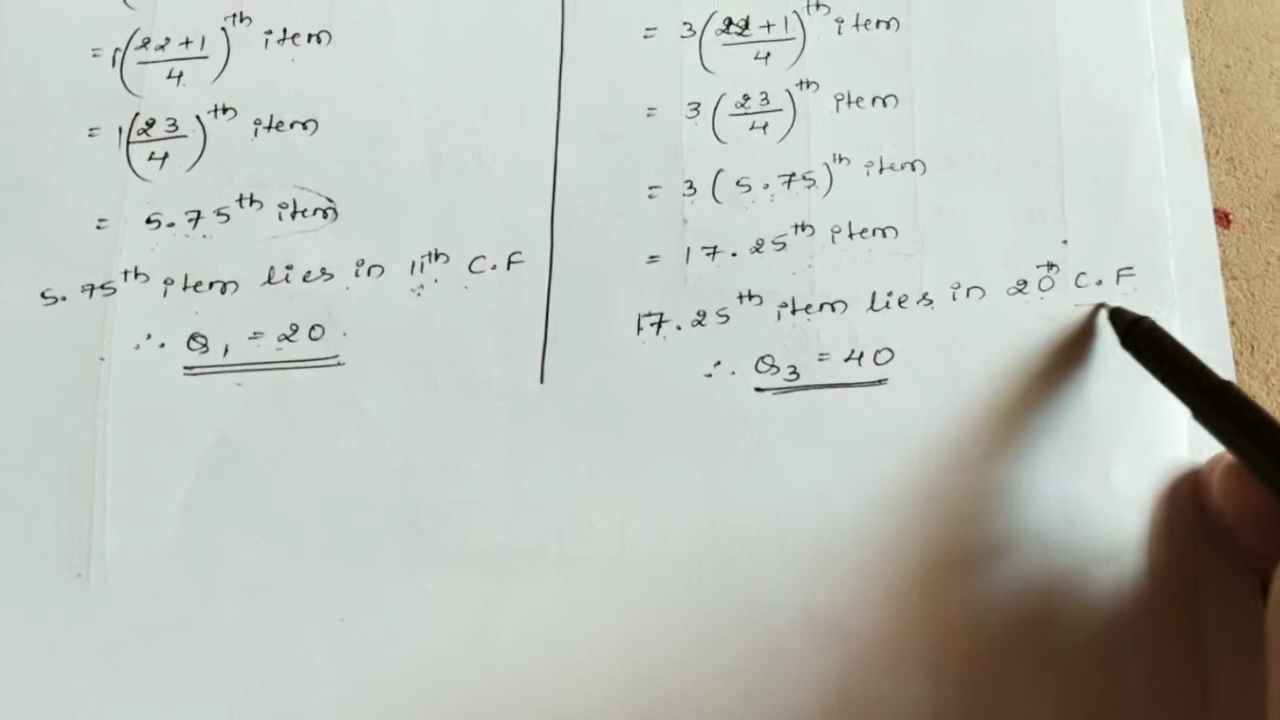 = 1(22+1/4)th item
= 1(23/4)th item
= 5.75th item
5.75th item lies in 11th C.F
∴ Q1 = 20.
= 3(22+1/4)th item
= 3(23/4)th item
= 3(5.75)th item
= 17.25th item
17.25th item lies in 20th C.F
∴ Q3 = 40